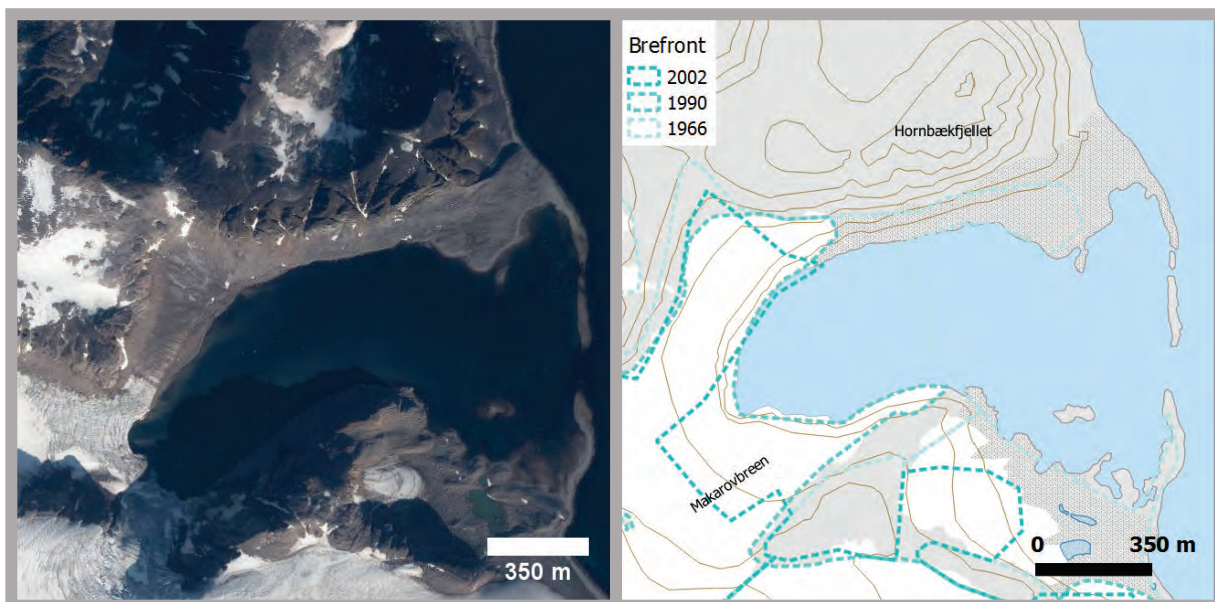 350 m
Brefront
2002
1990
1966
Hornbækfjellet
Makarovbreen
0 350 m